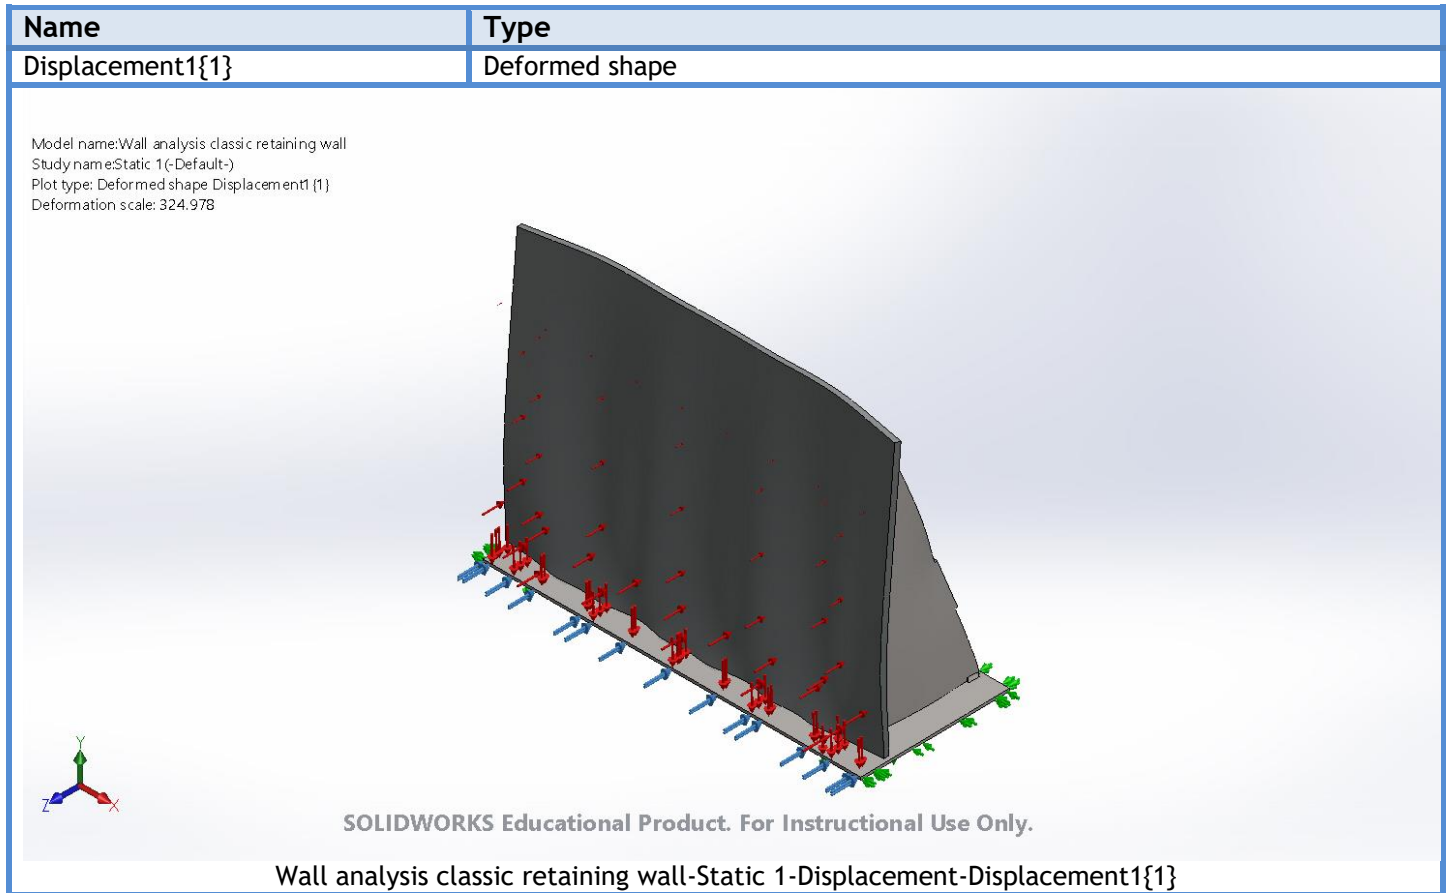 Name Type
Displacement1{1} Deformed shape
Model name:Wall analysis classic retaining wall
Study name:Static 1(-Default-)
Plot type: Deformed shape Displacement1{1}
Deformation scale: 324.978
Y
Z X
SOLIDWORKS Educational Product. For Instructional Use Only.
Wall analysis classic retaining wall-Static 1-Displacement-Displacement1{1}